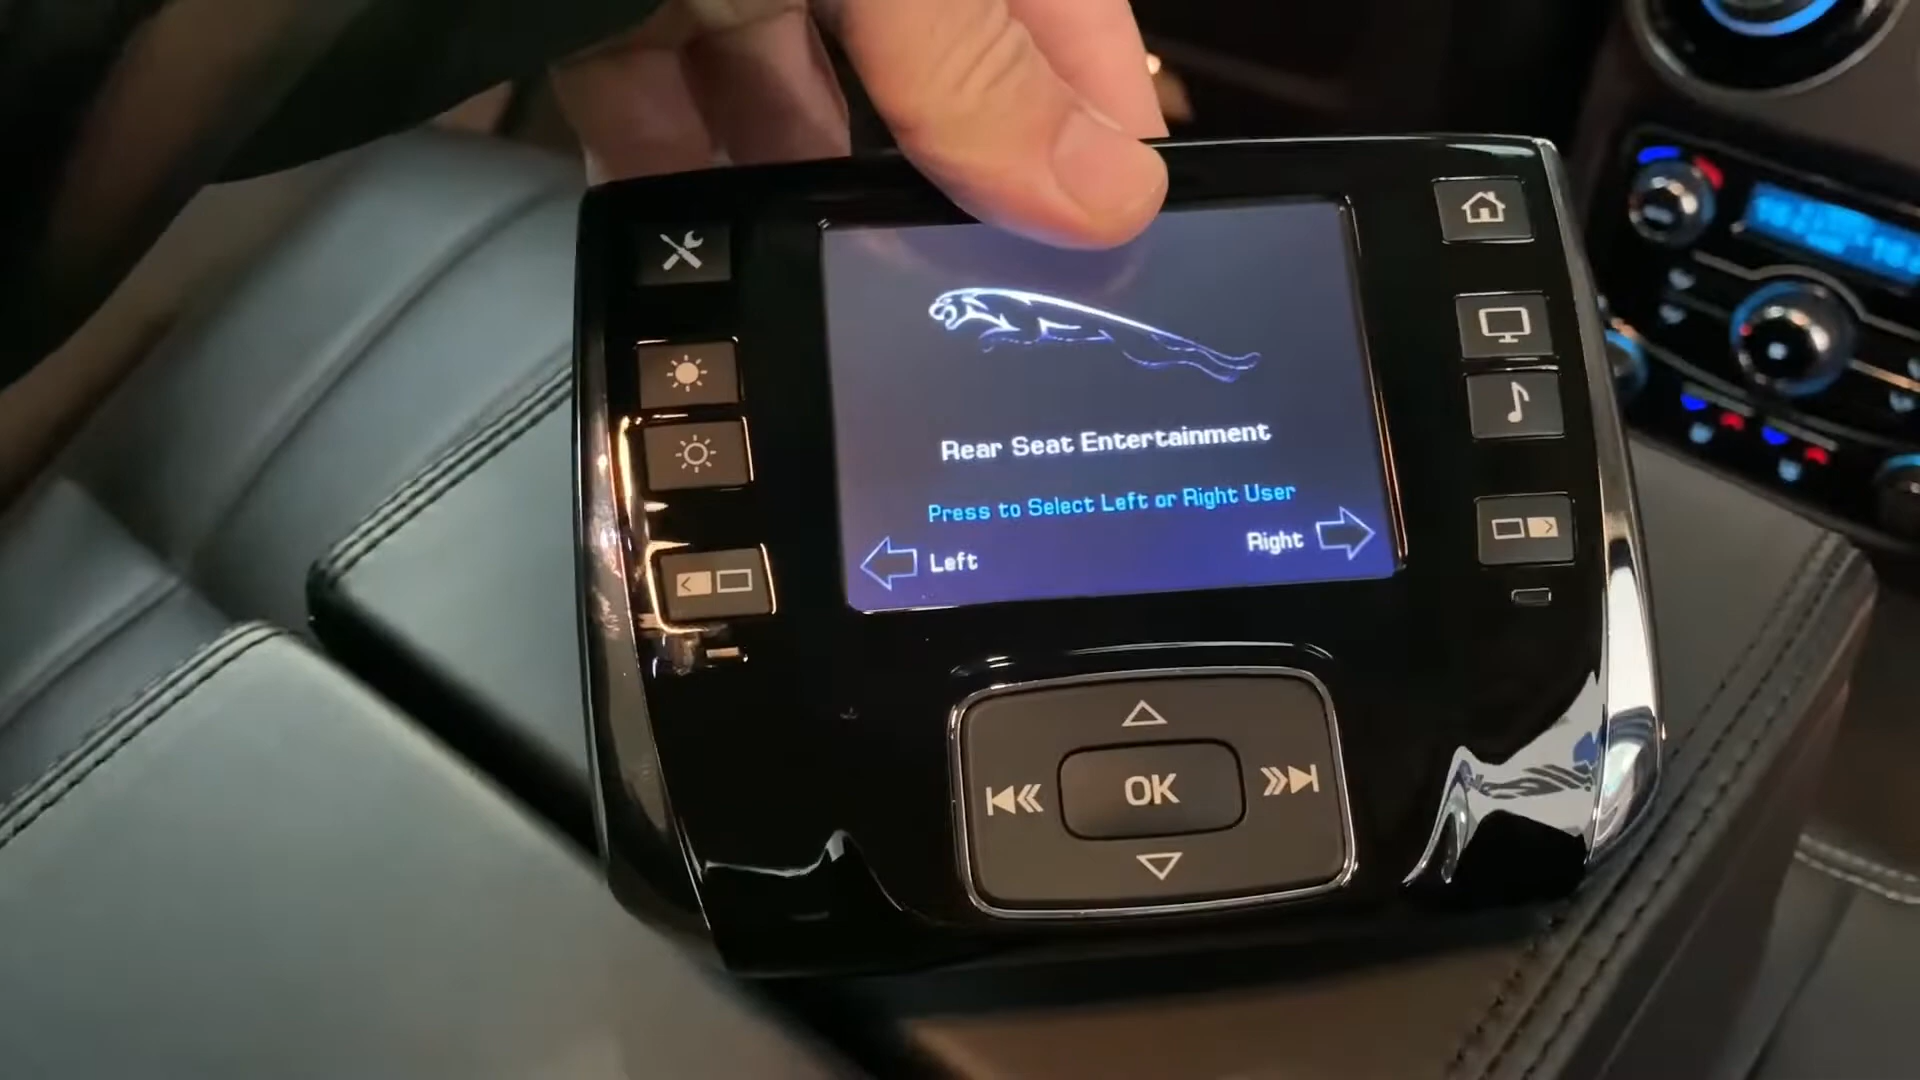 Rear Seat Entertainment
Press to Select Left or Right User
Left
Right
OK